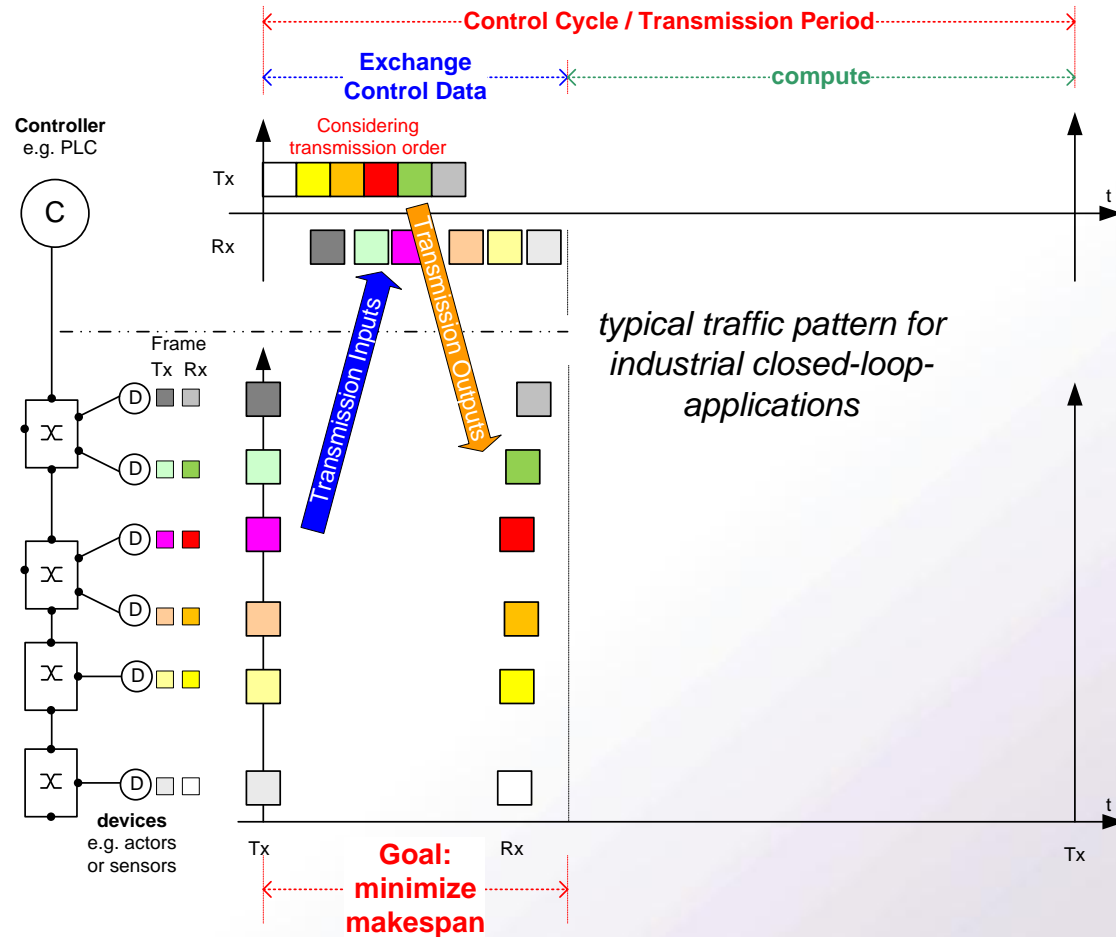 Control Cycle / Transmission Period
Exchange
Control Data
compute
Controller
e.g. PLC
Considering
transmission order
Tx
C
t
Rx
Transmission Inputs
Transmission Outputs
typical traffic pattern for
industrial closed-loop-
applications
Frame
Tx Rx
D
D
D
D
D
D
devices
e.g. actors
or sensors
t
Tx
Rx
Tx
Goal:
minimize
makespan